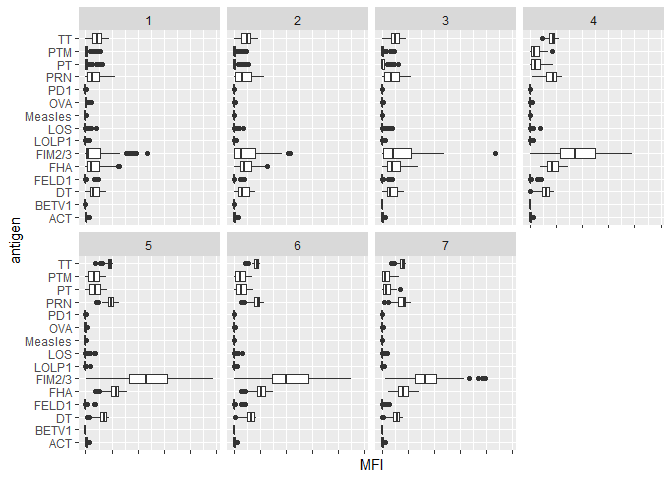 1 2 3 4
TT
PTM
PT
PRN
PD1
OVA
Measles
LOS
LOLP1
FIM2/3
FHA
FELD1
DT
BETV1
ACT
antigen
5 6 7
TT
PTM
PT
PRN
PD1
OVA
Measles
LOS
LOLP1
FIM2/3
FHA
FELD1
DT
BETV1
ACT
MFI